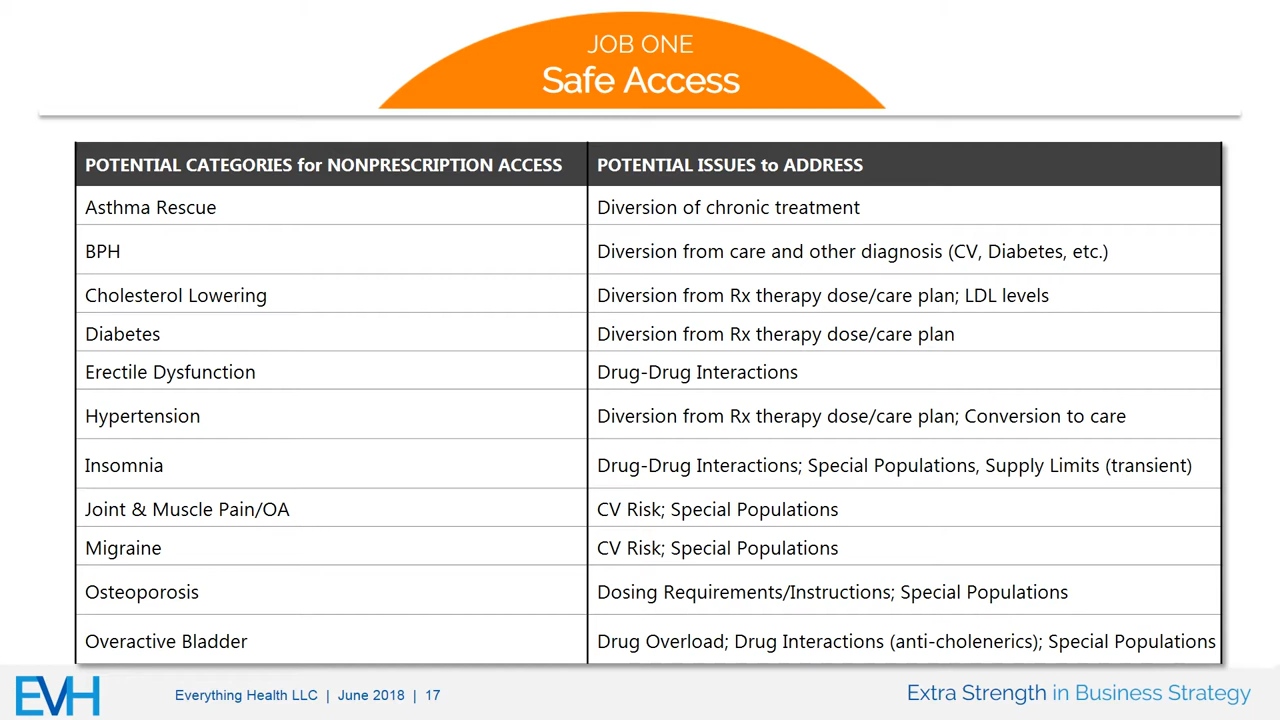 JOB ONE
Safe Access
POTENTIAL CATEGORIES for NONPRESCRIPTION ACCESS POTENTIAL ISSUES to ADDRESS
Asthma Rescue Diversion of chronic treatment
BPH Diversion from care and other diagnosis (CV, Diabetes, etc.)
Cholesterol Lowering Diversion from Rx therapy dose/care plan; LDL levels
Diabetes Diversion from Rx therapy dose/care plan
Erectile Dysfunction Drug-Drug Interactions
Hypertension Diversion from Rx therapy dose/care plan; Conversion to care
Insomnia Drug-Drug Interactions; Special Populations, Supply Limits (transient)
Joint & Muscle Pain/OA CV Risk; Special Populations
Migraine CV Risk; Special Populations
Osteoporosis Dosing Requirements/Instructions; Special Populations
Overactive Bladder Drug Overload; Drug Interactions (anti-cholenerics); Special Populations
EVH Everything Health LLC | June 2018 | 17 Extra Strength in Business Strategy